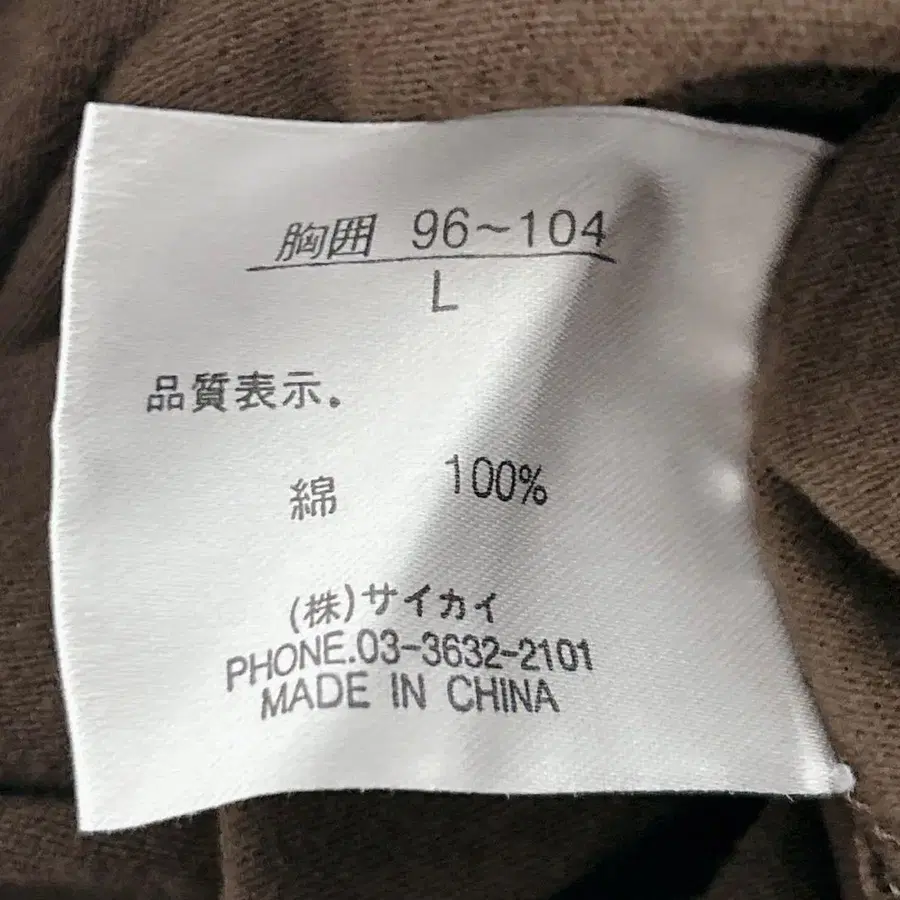 胸囲 96~104
L
品質表示。
綿 100%
(株)サイカイ
PHONE.03-3632-2101
MADE IN CHINA